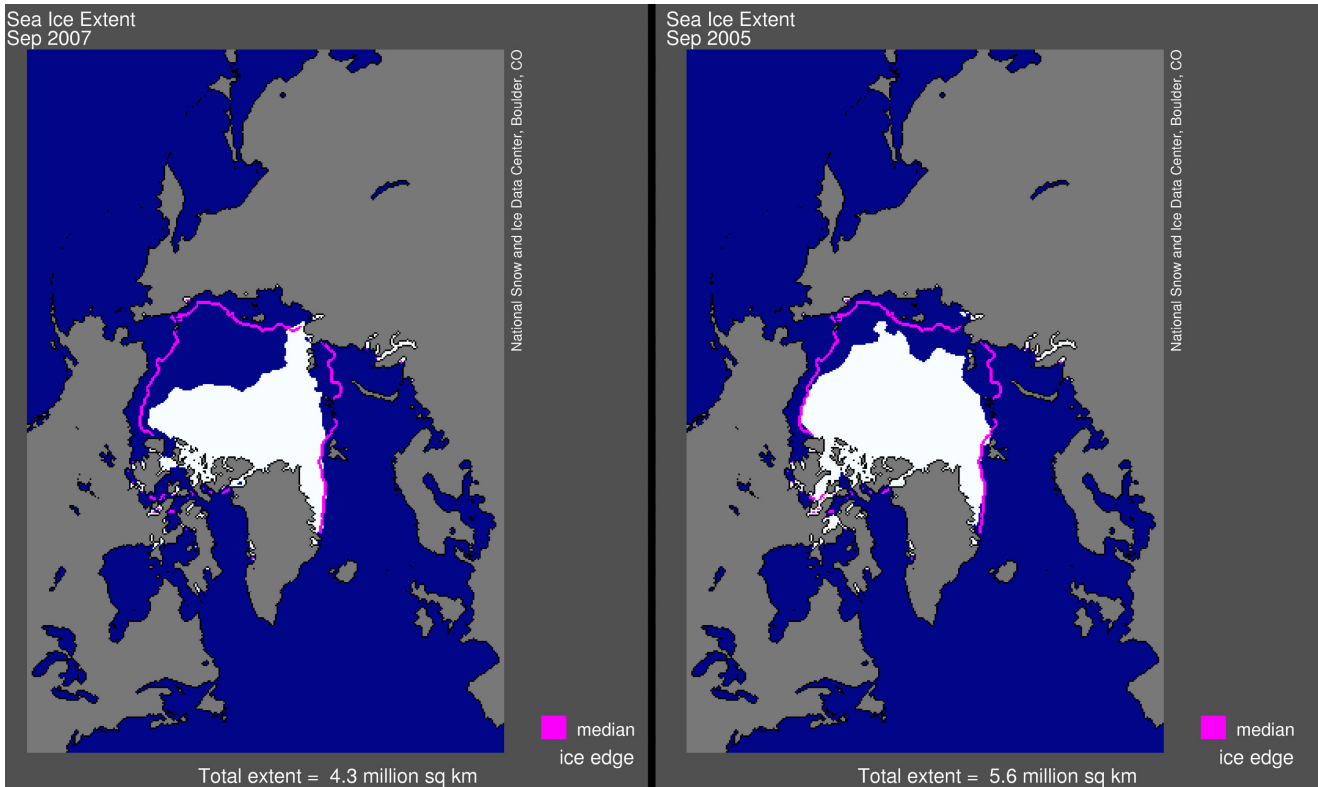 Sea Ice Extent
Sep 2007
National Snow and Ice Data Center, Boulder, CO
median
ice edge
Total extent = 4.3 million sq km
Sea Ice Extent
Sep 2005
National Snow and Ice Data Center, Boulder, CO
median
ice edge
Total extent = 5.6 million sq km